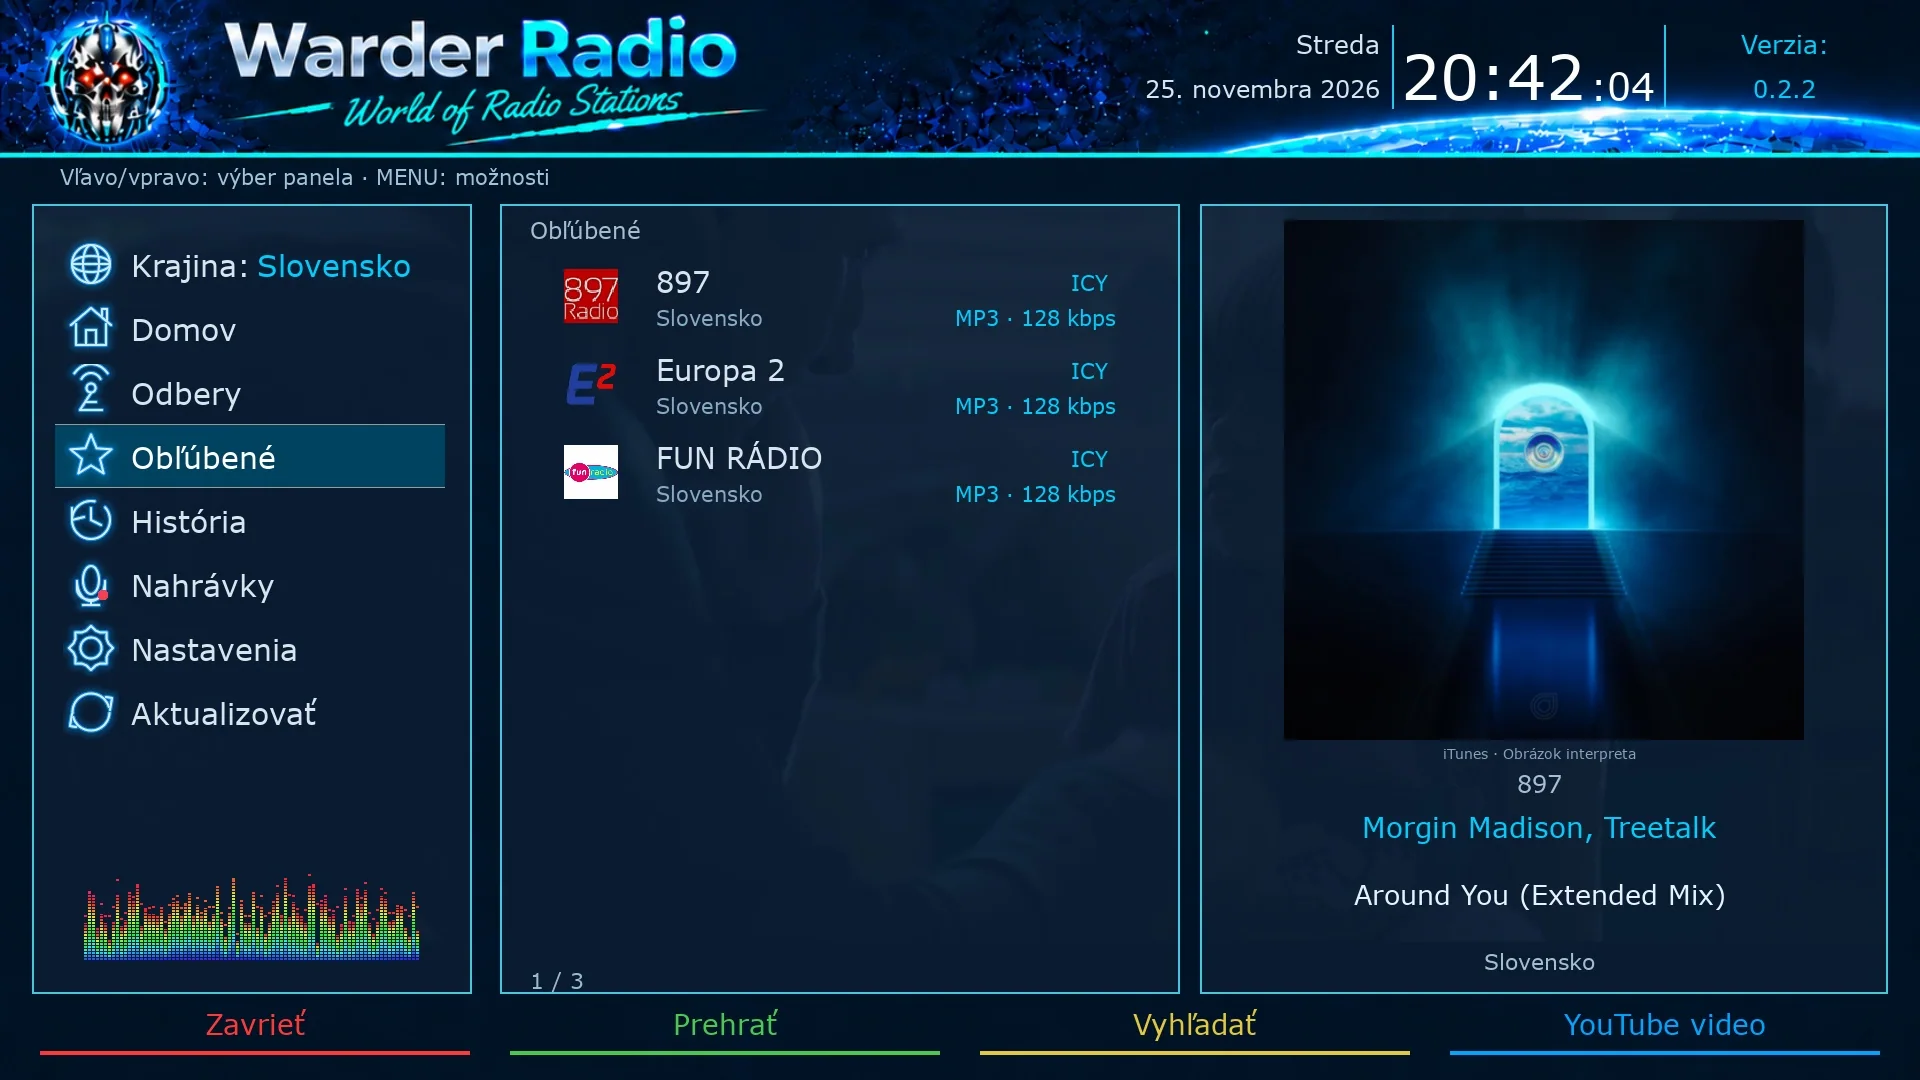 Warder Radio
World of Radio Stations
Streda
25. novembra 2026
20:42:04
Verzia:
0.2.2
Vľavo/vpravo: výber panela · MENU: možnosti
Krajina: Slovensko
Domov
Odbery
Obľúbené
História
Nahrávky
Nastavenia
Aktualizovať
Obľúbené
897
Radio
897
ICY
Slovensko
MP3 · 128 kbps
E2
Europa 2
ICY
Slovensko
MP3 · 128 kbps
fun radio
FUN RÁDIO
ICY
Slovensko
MP3 · 128 kbps
1 / 3
iTunes · Obrázok interpreta
897
Morgin Madison, Treetalk
Around You (Extended Mix)
Slovensko
Zavrieť
Prehrať
Vyhľadať
YouTube video